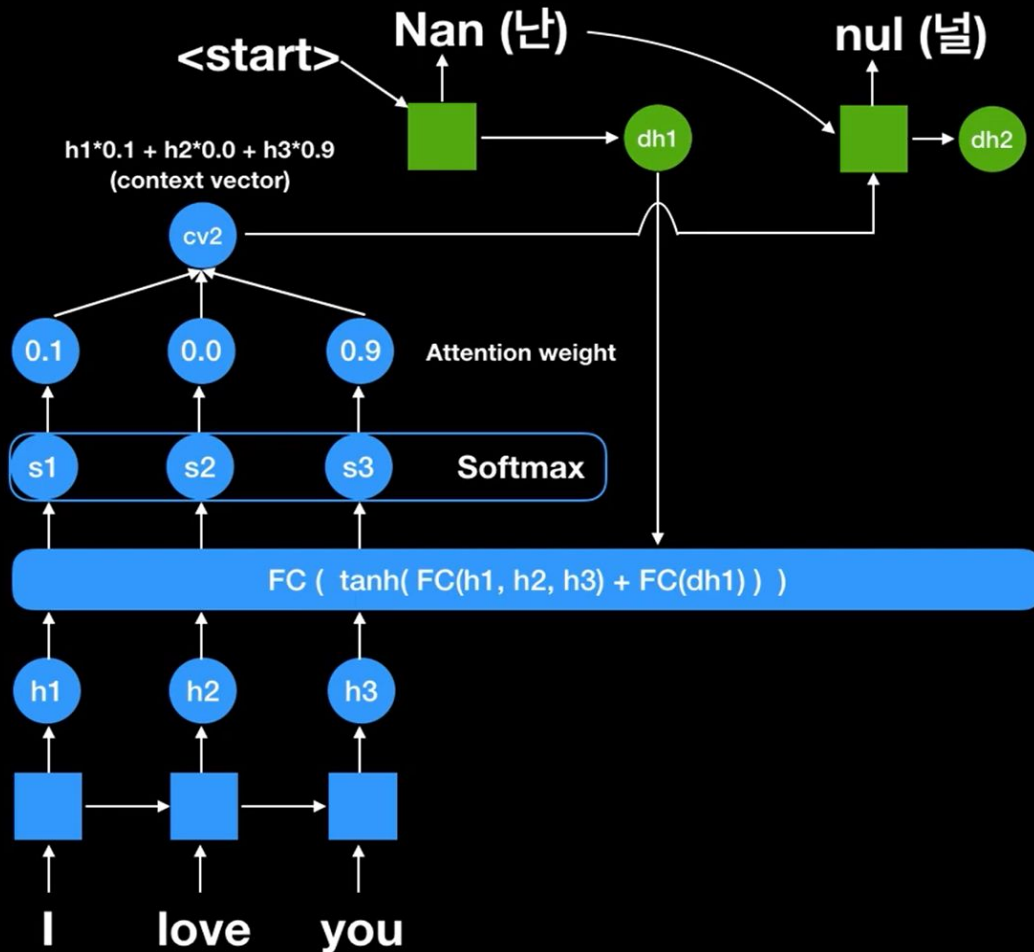 <start>
Nan (난)
nul (널)
dh1
dh2
h1*0.1 + h2*0.0 + h3*0.9
(context vector)
cv2
0.1
0.0
0.9
Attention weight
s1
s2
s3
Softmax
FC ( tanh( FC(h1, h2, h3) + FC(dh1) ) )
h1
h2
h3
I
love
you